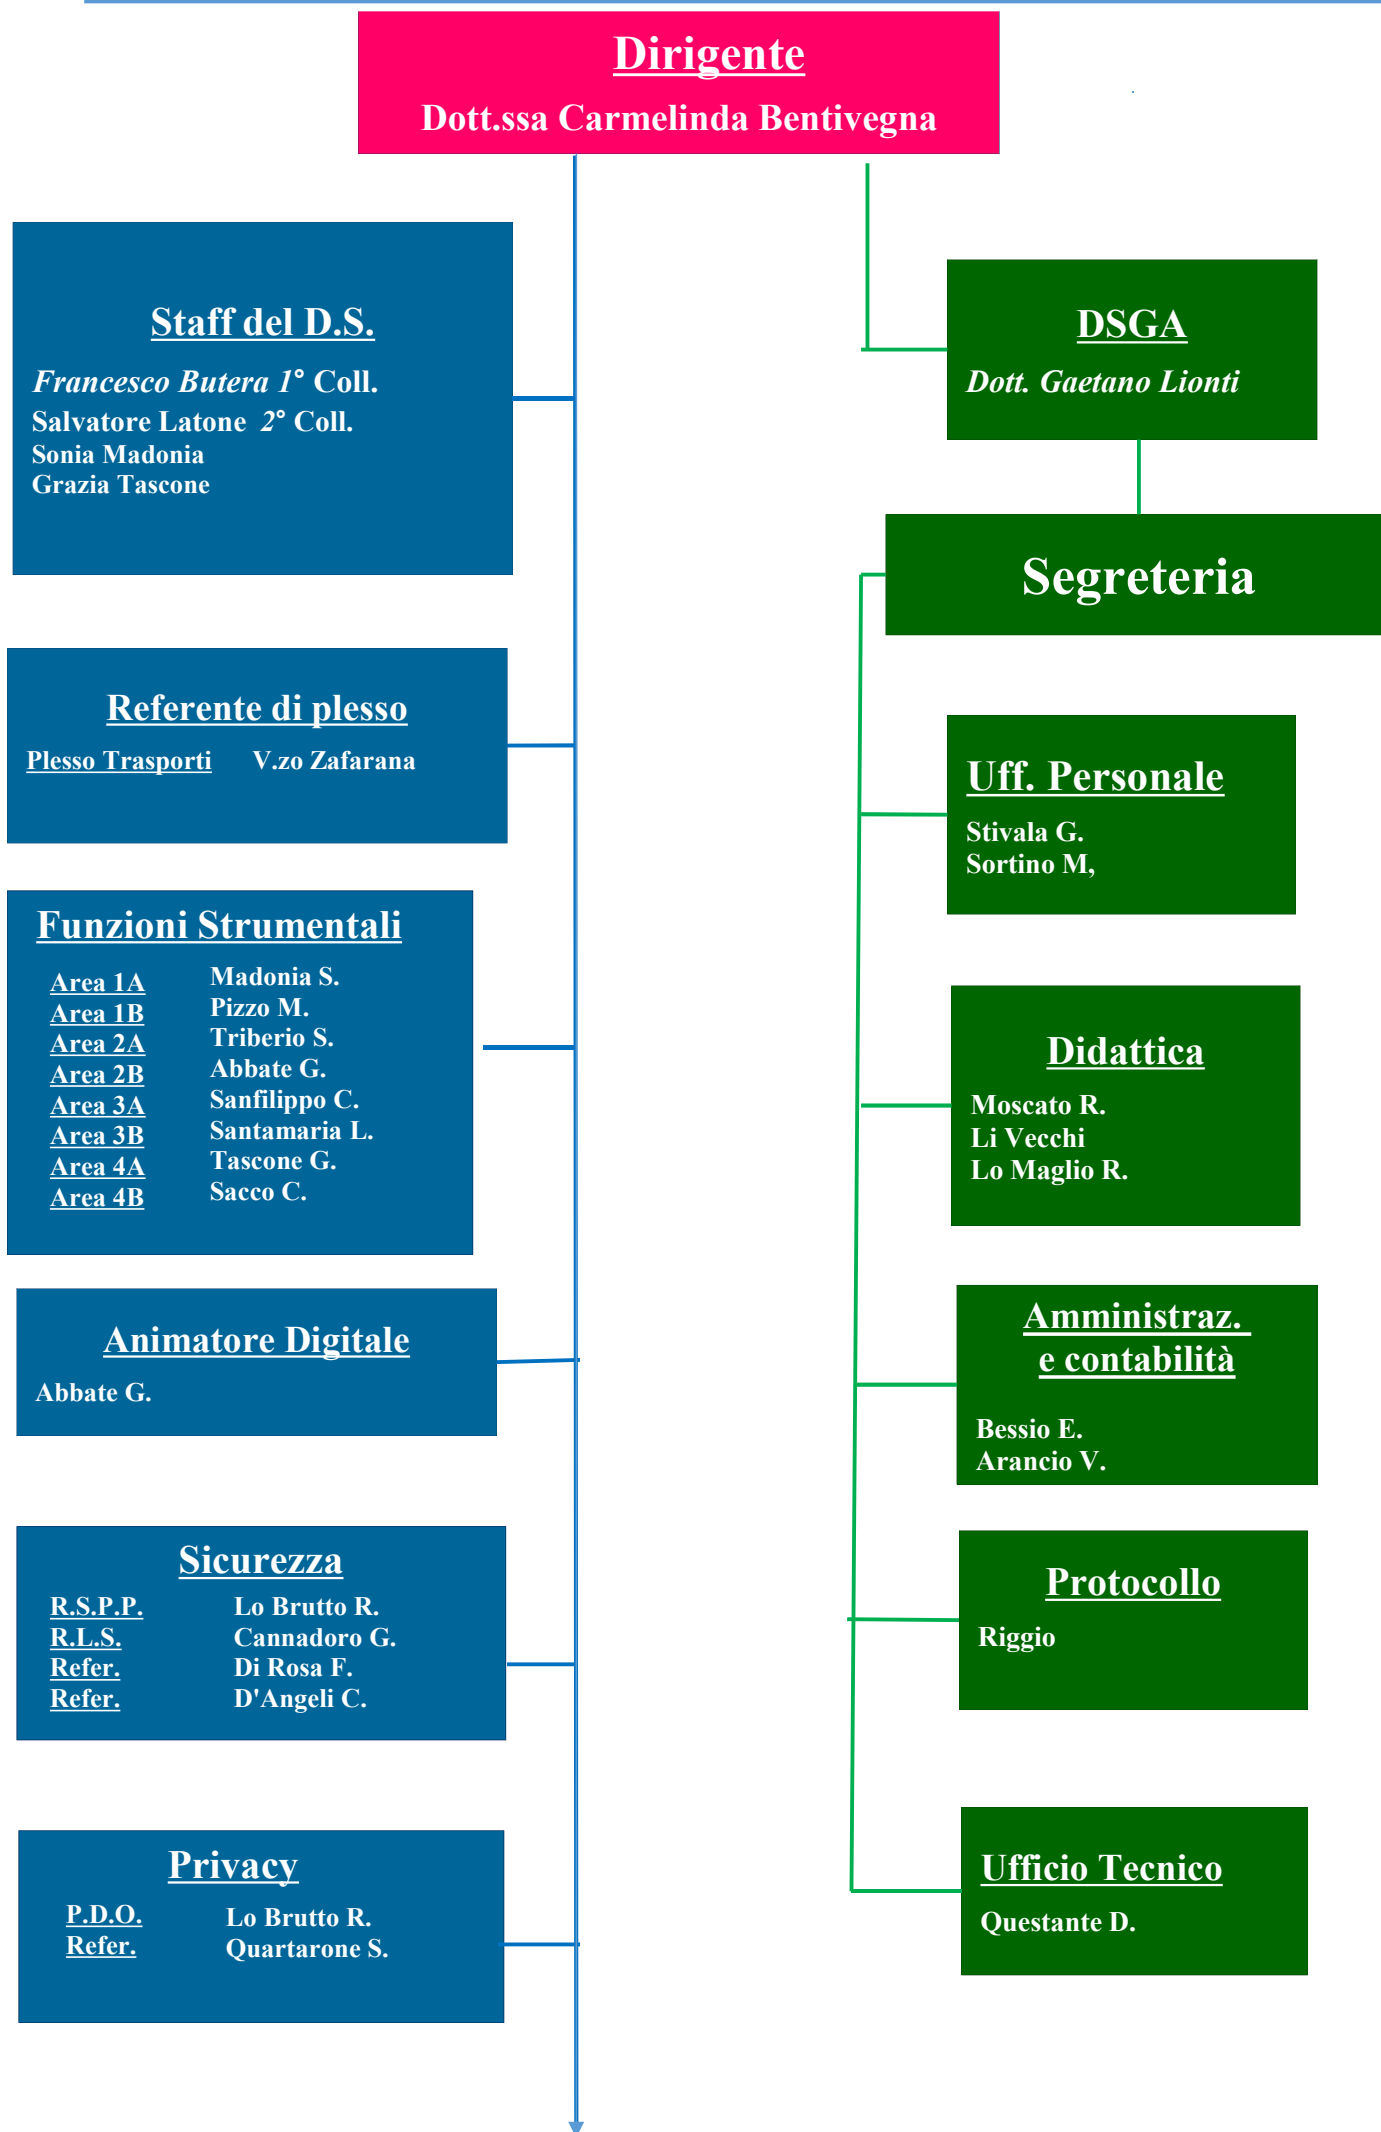 Dirigente
Dott.ssa Carmelinda Bentivegna
Staff del D.S.
Francesco Butera 1° Coll.
Salvatore Latone 2° Coll.
Sonia Madonia
Grazia Tascone
Referente di plesso
Plesso Trasporti V.zo Zafarana
Funzioni Strumentali
Area 1A Madonia S.
Area 1B Pizzo M.
Area 2A Triberio S.
Area 2B Abbate G.
Area 3A Sanfilippo C.
Area 3B Santamaria L.
Area 4A Tascone G.
Area 4B Sacco C.
Animatore Digitale
Abbate G.
Sicurezza
R.S.P.P. Lo Brutto R.
R.L.S. Cannadoro G.
Refer. Di Rosa F.
Refer. D'Angeli C.
Privacy
P.D.O. Lo Brutto R.
Refer. Quartarone S.
DSGA
Dott. Gaetano Lionti
Segreteria
Uff. Personale
Stivala G.
Sortino M,
Didattica
Moscato R.
Li Vecchi
Lo Maglio R.
Amministraz.
e contabilità
Bessio E.
Arancio V.
Protocollo
Riggio
Ufficio Tecnico
Questante D.